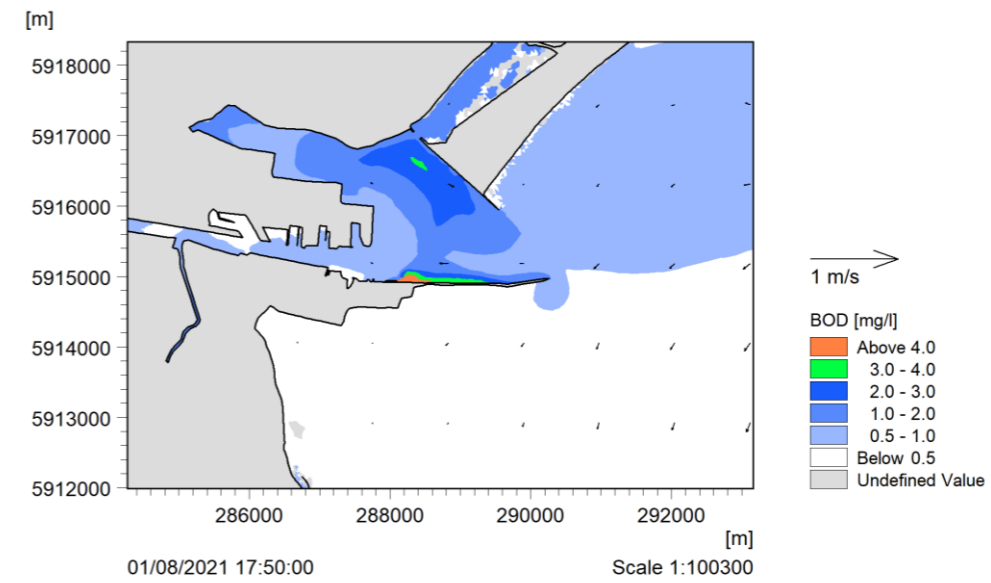 [m]
5918000
5917000
5916000
5915000
5914000
5913000
5912000
286000 288000 290000 292000
[m]
01/08/2021 17:50:00 Scale 1:100300
1 m/s
BOD [mg/l]
Above 4.0
3.0 - 4.0
2.0 - 3.0
1.0 - 2.0
0.5 - 1.0
Below 0.5
Undefined Value